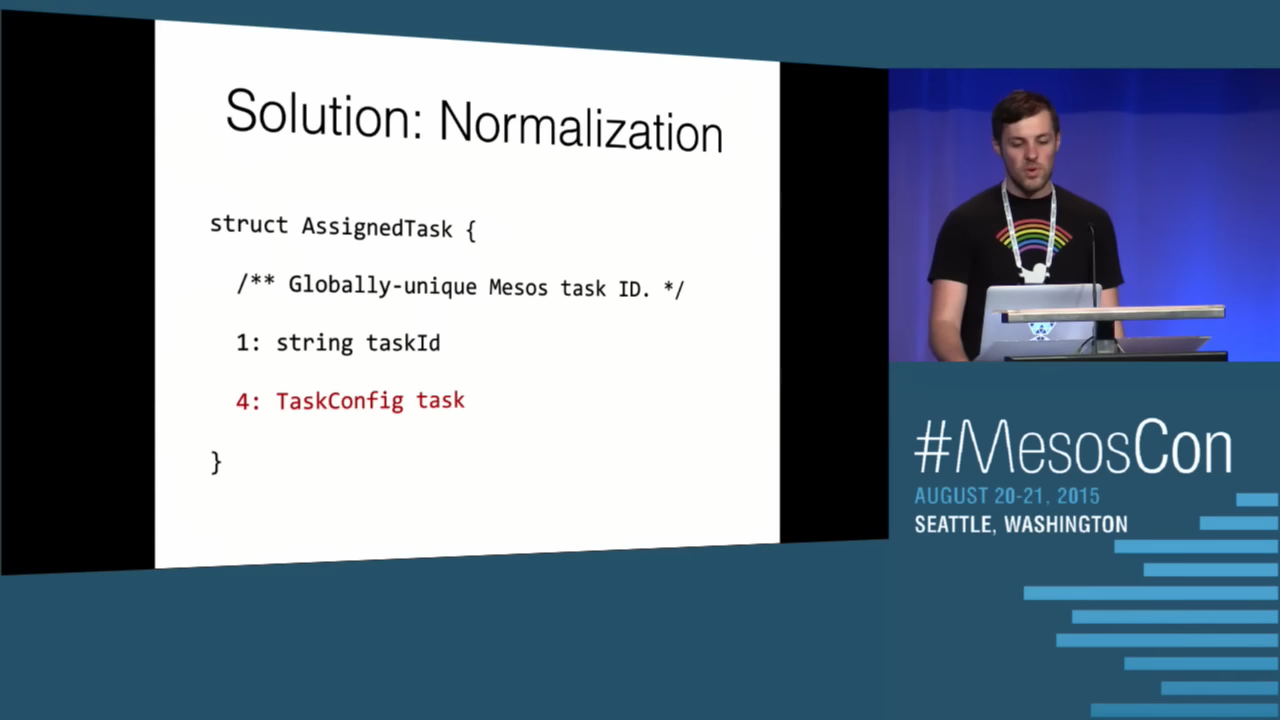 Solution: Normalization
struct AssignedTask {
/** Globally-unique Mesos task ID. */
1: string taskId
4: TaskConfig task
}
#MesosCon
AUGUST 20-21, 2015
SEATTLE, WASHINGTON